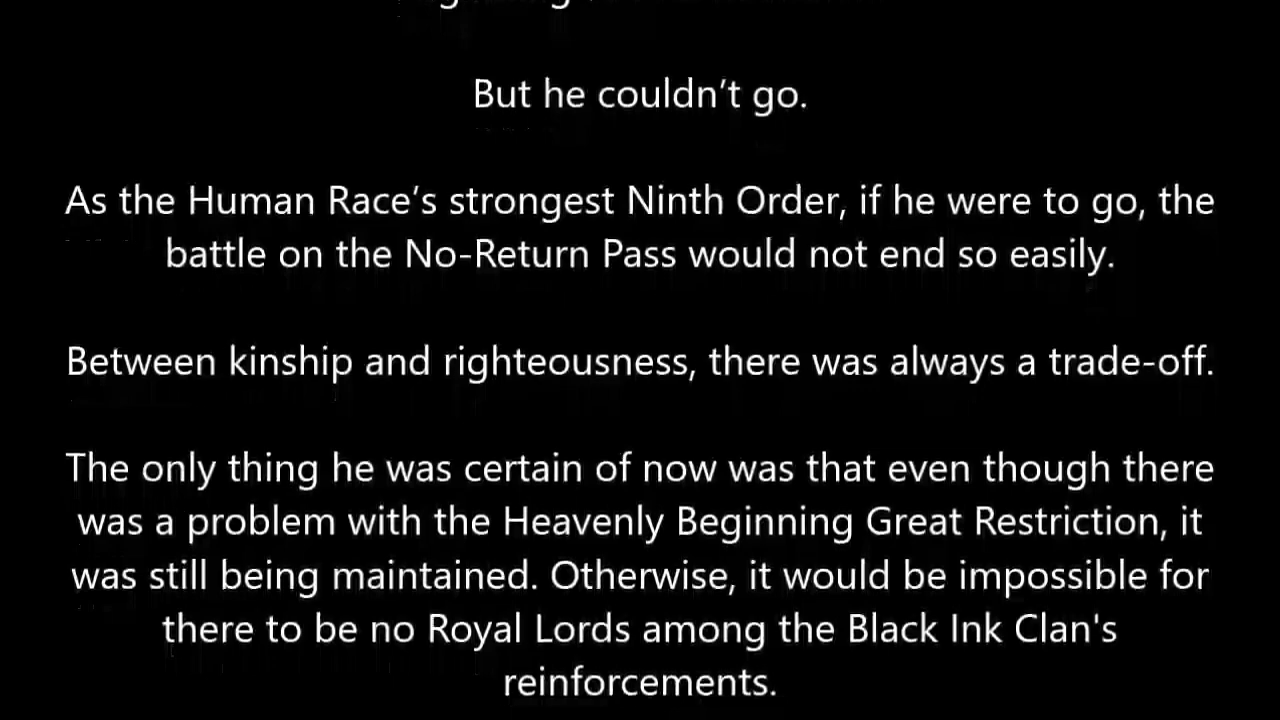 But he couldn’t go.
As the Human Race’s strongest Ninth Order, if he were to go, the
battle on the No-Return Pass would not end so easily.
Between kinship and righteousness, there was always a trade-off.
The only thing he was certain of now was that even though there
was a problem with the Heavenly Beginning Great Restriction, it
was still being maintained. Otherwise, it would be impossible for
there to be no Royal Lords among the Black Ink Clan's
reinforcements.